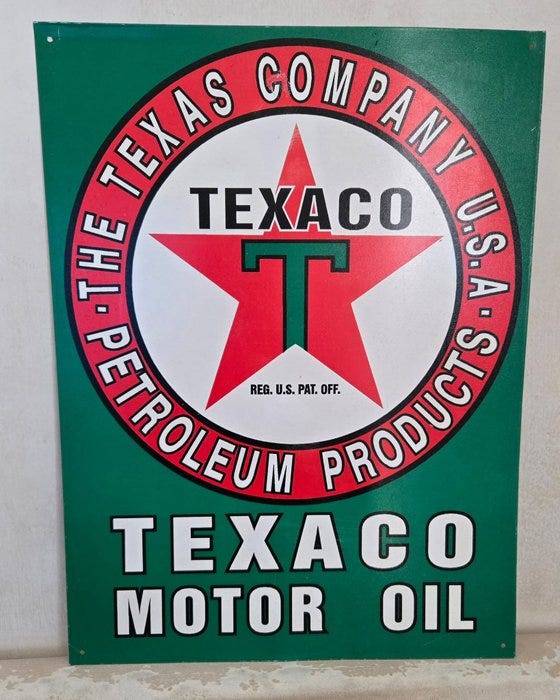 ·THE TEXAS COMPANY U.S.A·
PETROLEUM PRODUCTS
TEXACO
T
REG. U.S. PAT. OFF.
TEXACO
MOTOR OIL